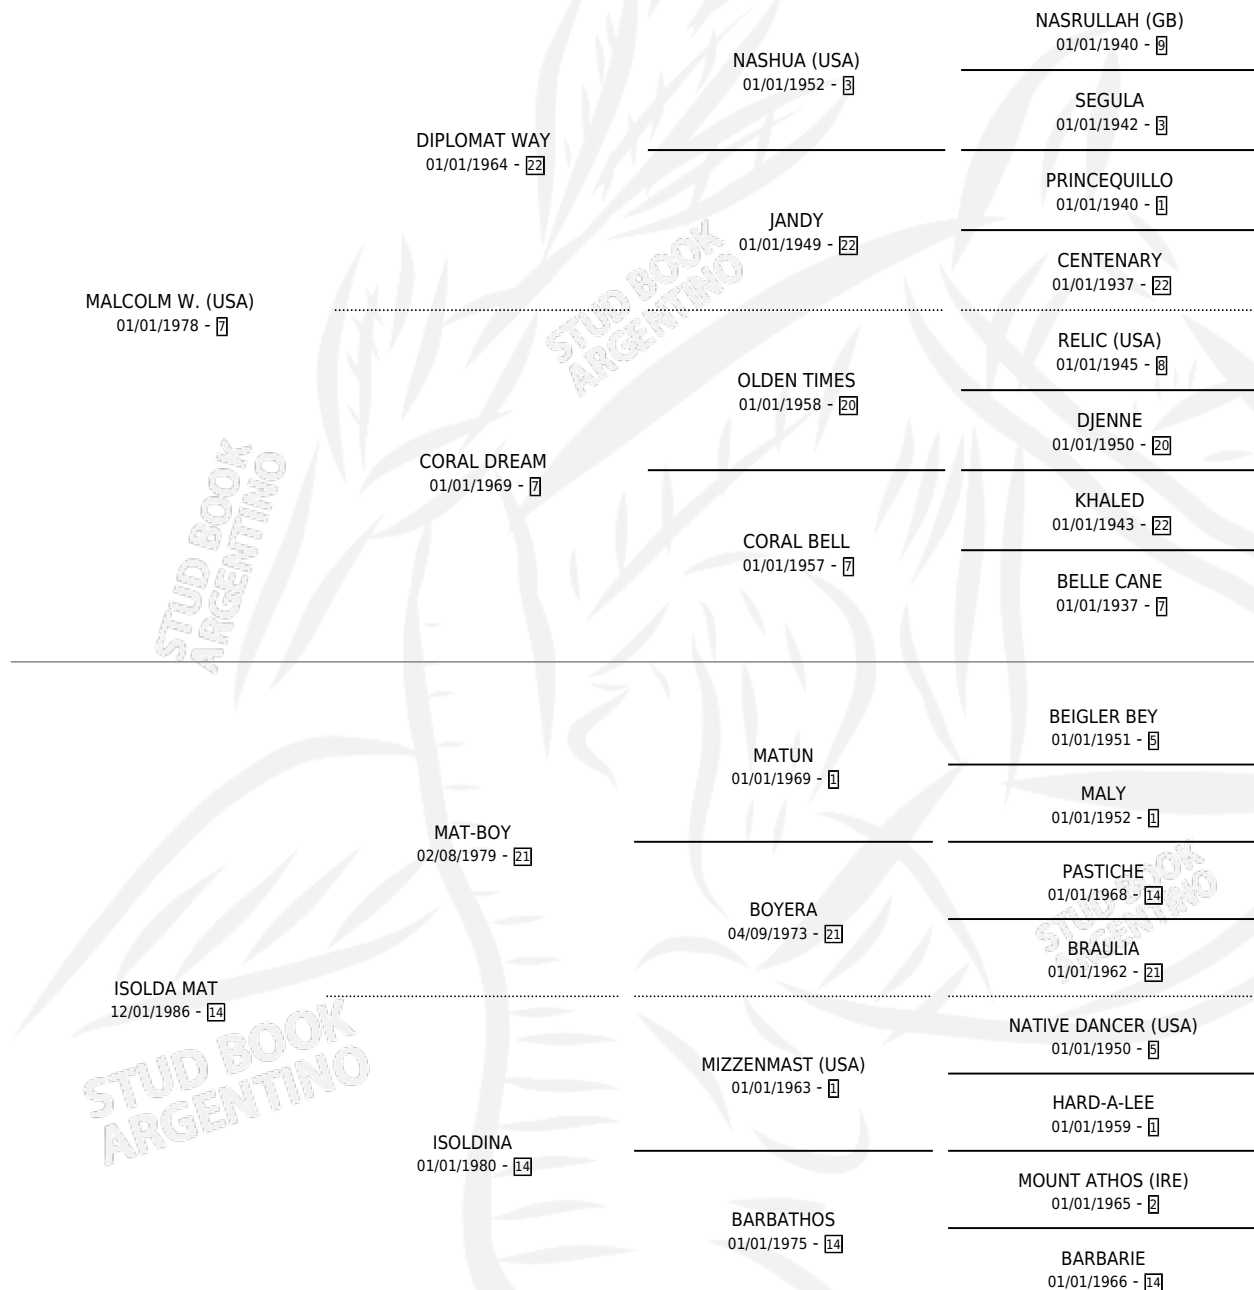 NASRULLAH (GB)
01/01/1940 - 9
NASHUA (USA)
01/01/1952 - 3
SEGULA
01/01/1942 - 3
DIPLOMAT WAY
01/01/1964 - 22
PRINCEQUILLO
01/01/1940 - 1
JANDY
01/01/1949 - 22
CENTENARY
01/01/1937 - 22
MALCOLM W. (USA)
01/01/1978 - 7
RELIC (USA)
01/01/1945 - 8
OLDEN TIMES
01/01/1958 - 20
DJENNE
01/01/1950 - 20
CORAL DREAM
01/01/1969 - 7
KHALED
01/01/1943 - 22
CORAL BELL
01/01/1957 - 7
BELLE CANE
01/01/1937 - 7
BEIGLER BEY
01/01/1951 - 5
MATUN
01/01/1969 - 1
MALY
01/01/1952 - 1
MAT-BOY
02/08/1979 - 21
PASTICHE
01/01/1968 - 14
BOYERA
04/09/1973 - 21
BRAULIA
01/01/1962 - 21
ISOLDA MAT
12/01/1986 - 14
NATIVE DANCER (USA)
01/01/1950 - 5
MIZZENMAST (USA)
01/01/1963 - 1
HARD-A-LEE
01/01/1959 - 1
ISOLDINA
01/01/1980 - 14
MOUNT ATHOS (IRE)
01/01/1965 - 2
BARBATHOS
01/01/1975 - 14
BARBARIE
01/01/1966 - 14
STUD BOOK
ARGENTINO
STUD BOOK
ARGENTINO
STUD BOOK
ARGENTINO
STUD BOOK
ARGENTINO